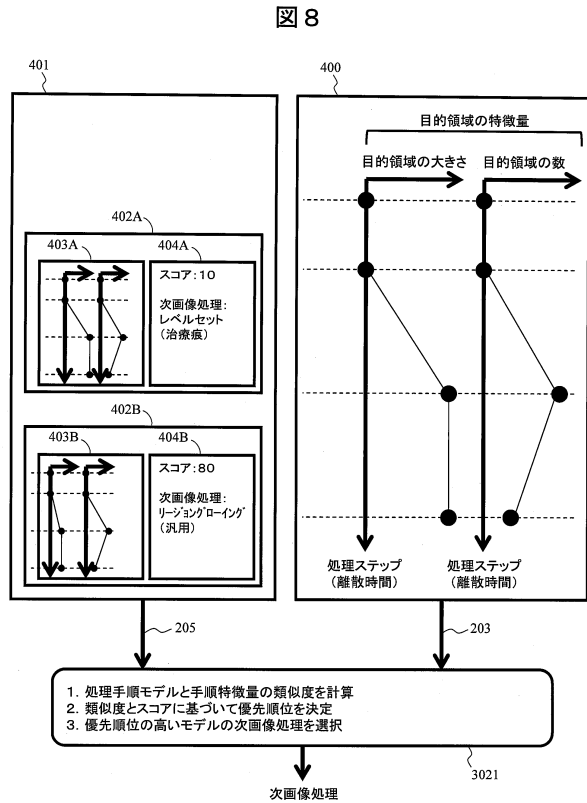 図８
401
400
目的領域の特徴量
目的領域の大きさ
目的領域の数
402A
403A
404A
スコア：10
次画像処理：
レベルセット
（治療痕）
402B
403B
404B
スコア：80
次画像処理：
ﾘｰｼﾞｮﾝｸﾞﾛｰｲﾝｸﾞ
（汎用）
処理ステップ
（離散時間）
処理ステップ
（離散時間）
205
203
１．処理手順モデルと手順特徴量の類似度を計算
２．類似度とスコアに基づいて優先順位を決定
３．優先順位の高いモデルの次画像処理を選択
3021
次画像処理